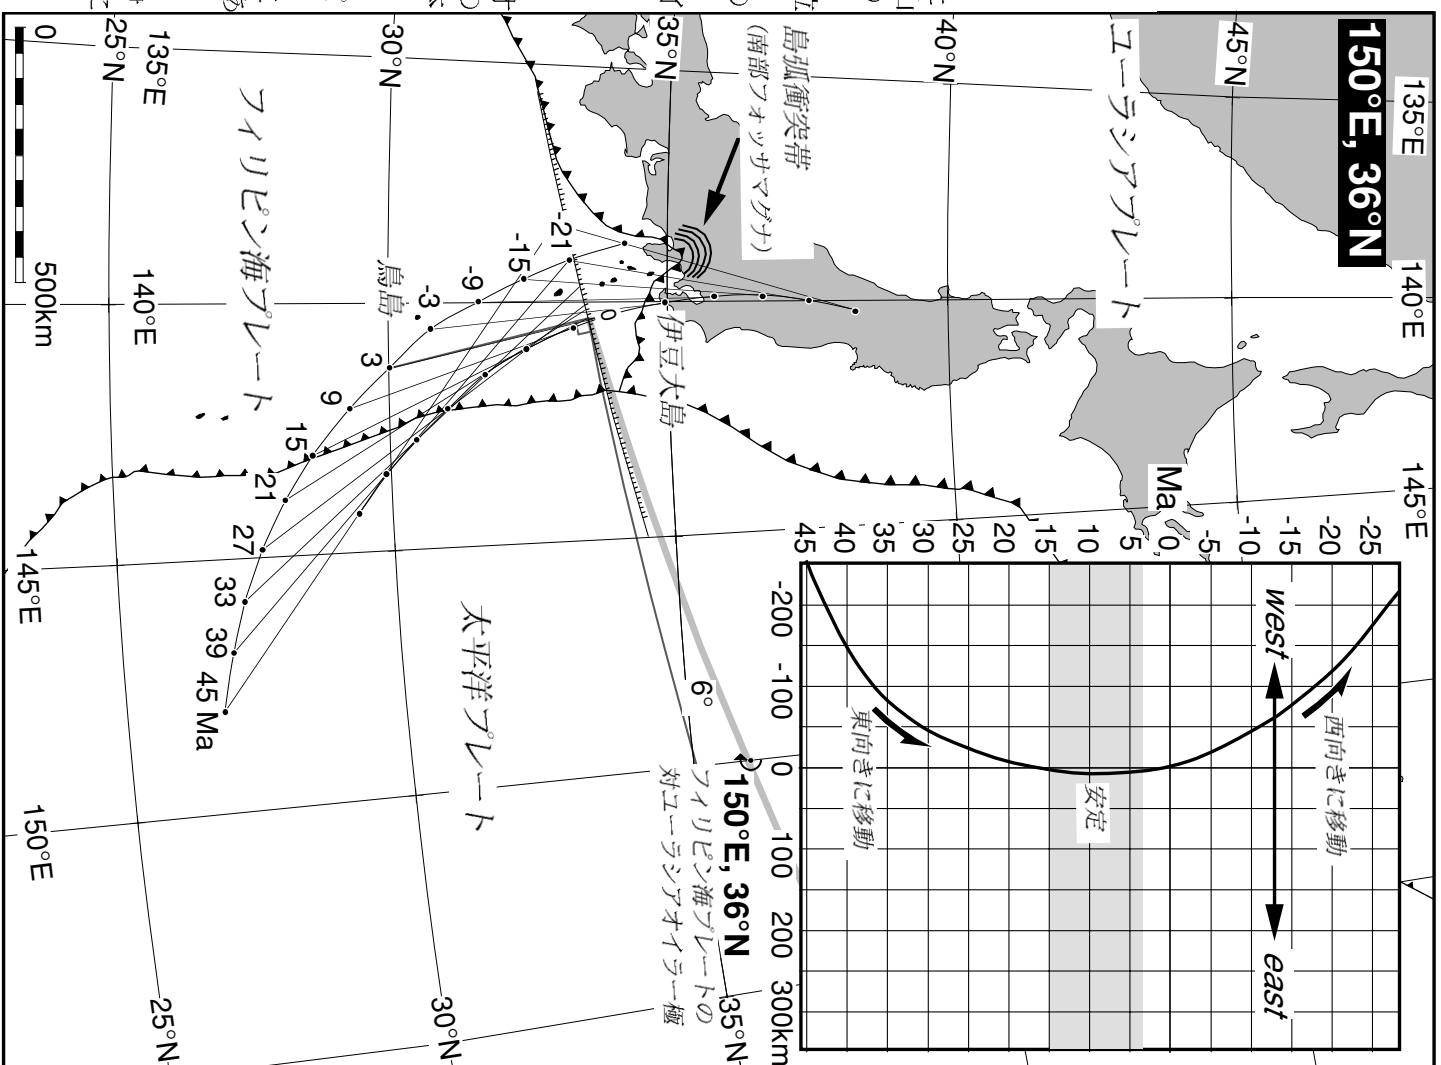 150°E, 36°N
135°E
140°E
145°E
45°N
40°N
35°N
30°N
25°N
ユーラシアプレート
島弧衝突帯
(南部フォッサマグナ)
伊豆大島
鳥島
フィリピン海プレート
太平洋プレート
135°E
140°E
145°E
150°E
25°N
30°N
35°N
0
500km
-21
-15
-9
-3
0
3
9
15
21
27
33
39
45 Ma
6°
150°E, 36°N
フィリピン海プレートの
対ユーラシアオイラー極
Ma
-25
-20
-15
-10
-5
0
5
10
15
20
25
30
35
40
45
-200
-100
0
100
200
300km
west
east
西向きに移動
安定
東向きに移動